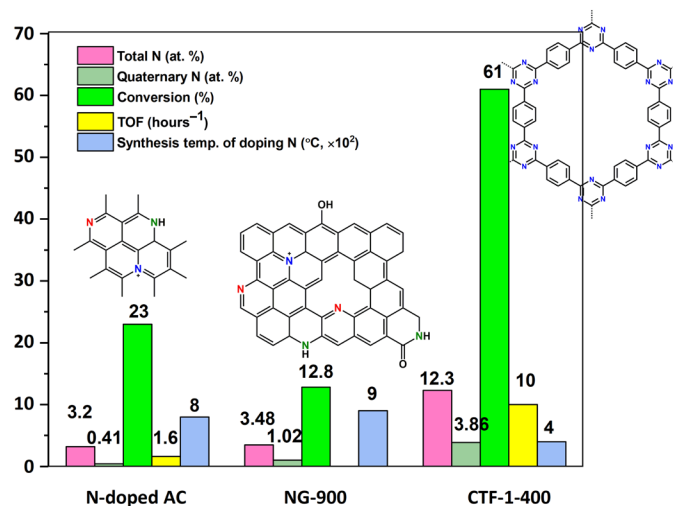 70
60
50
40
30
20
10
0
Total N (at. %)
Quaternary N (at. %)
Conversion (%)
TOF (hours⁻¹)
Synthesis temp. of doping N (°C, ×10²)
N
NH
N
+
3.2
0.41
23
1.6
8
N-doped AC
OH
N
+
N
N
N
H
NH
O
3.48
1.02
12.8
9
NG-900
61
N N
N
N N
N
N N
N
N N
N
N N
N
N N
N
12.3
3.86
10
4
CTF-1-400